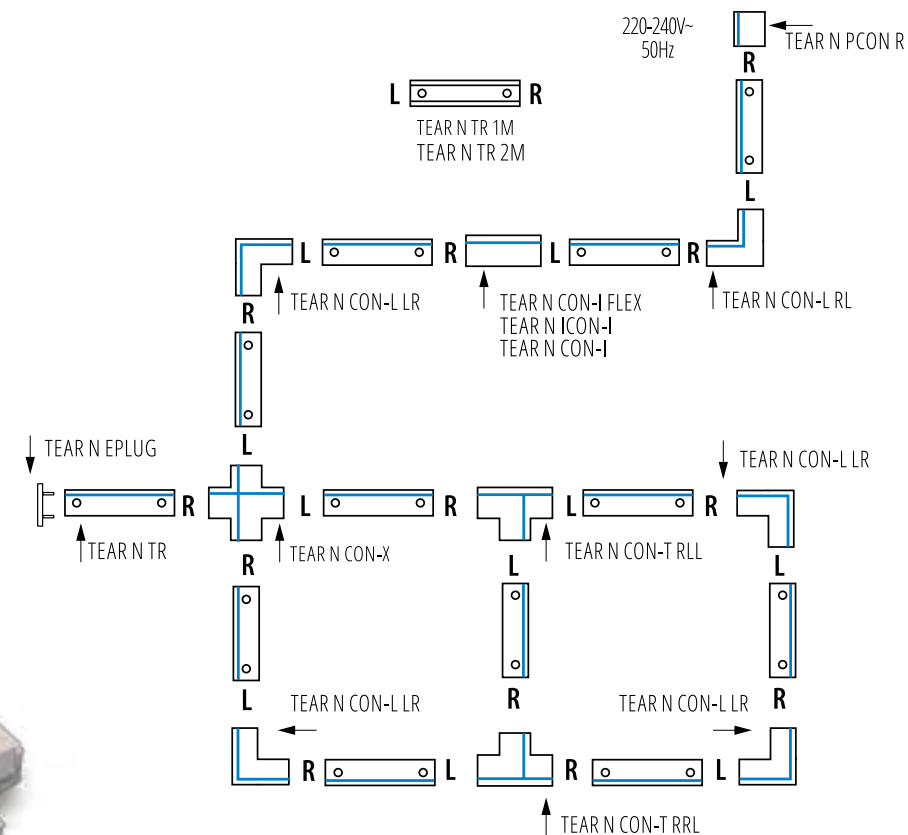 220-240V~
50Hz
TEAR N PCON R
R
L R
TEAR N TR 1M
TEAR N TR 2M
L
L R L R
TEAR N CON-L LR
TEAR N CON-I FLEX
TEAR N ICON-I
TEAR N CON-I
TEAR N CON-L RL
R
L
TEAR N EPLUG
TEAR N CON-L LR
R L R L R
TEAR N TR
TEAR N CON-X
TEAR N CON-T RLL
R L R
L R R
TEAR N CON-L LR
TEAR N CON-L LR
R L R L
TEAR N CON-T RRL